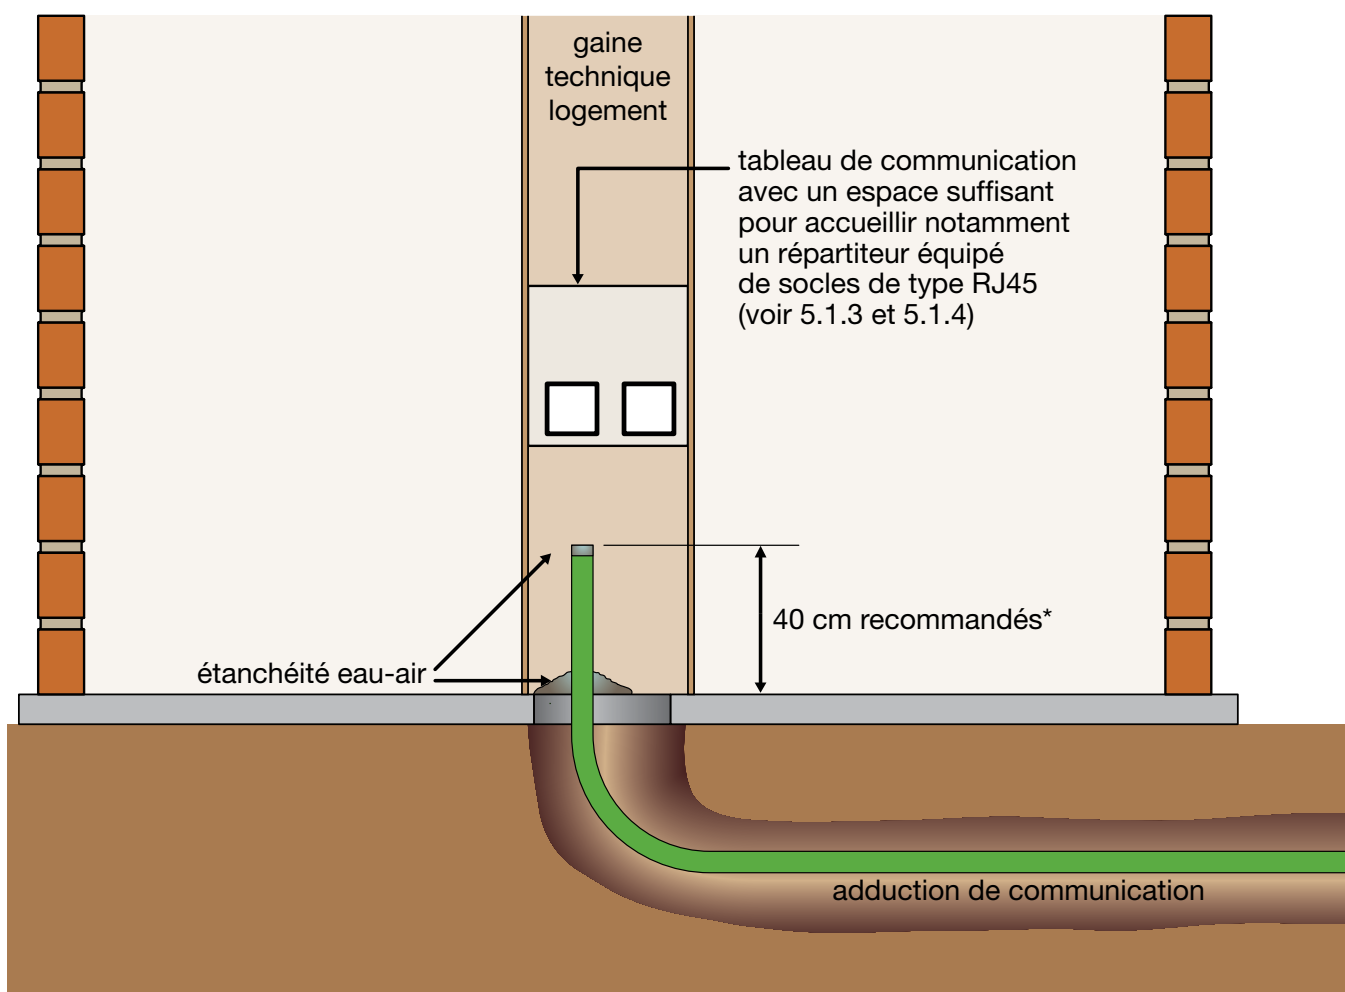 gaine
technique
logement
tableau de communication
avec un espace suffisant
pour accueillir notamment
un répartiteur équipé
de socles de type RJ45
(voir 5.1.3 et 5.1.4)
40 cm recommandés*
étanchéité eau-air
adduction de communication